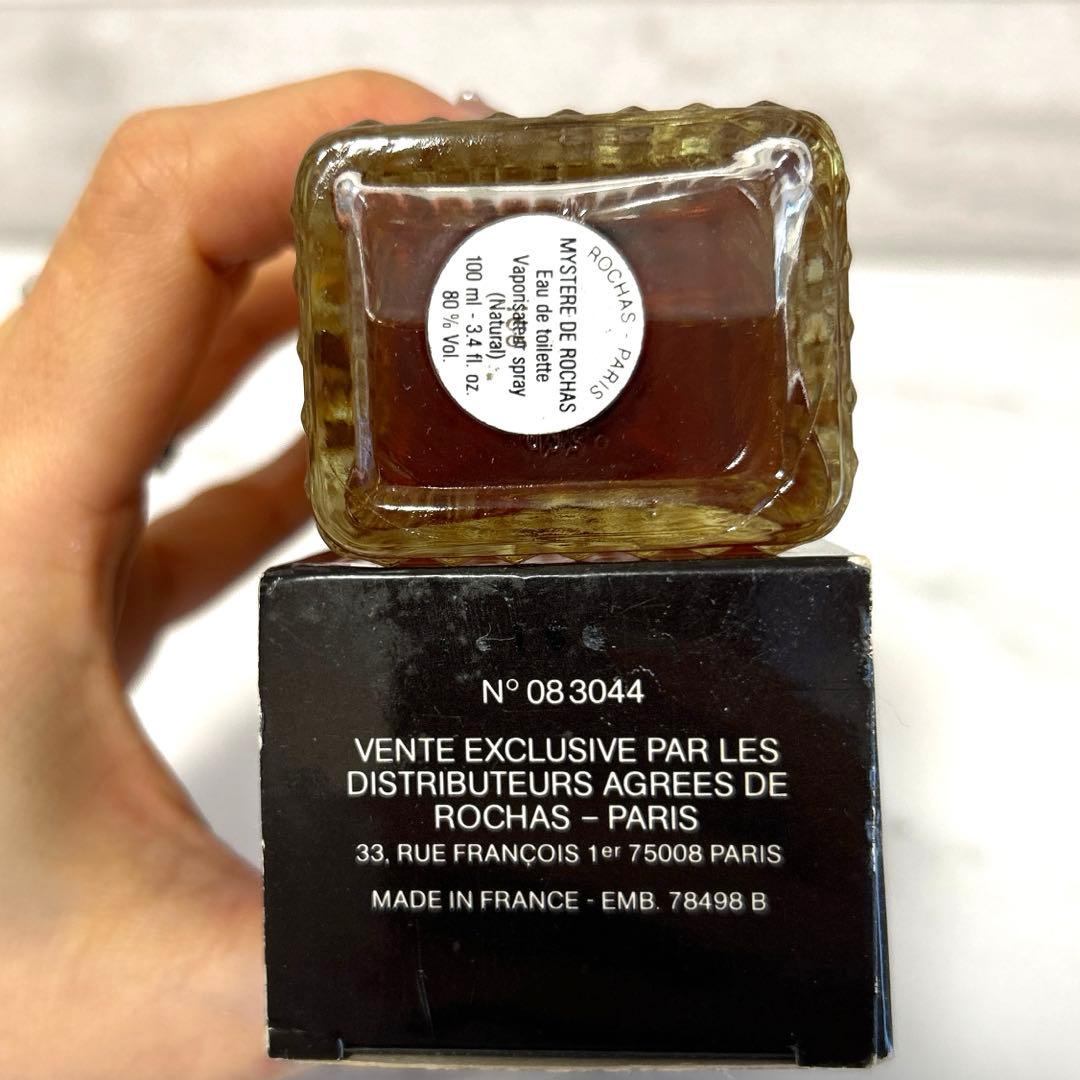 ROCHAS - PARIS
MYSTERE DE ROCHAS
Eau de toilette
Vaporisateur spray
(Natural)
100 ml - 3.4 fl. oz.
80 % Vol.
N° 083044
VENTE EXCLUSIVE PAR LES
DISTRIBUTEURS AGREES DE
ROCHAS – PARIS
33, RUE FRANÇOIS 1er 75008 PARIS
MADE IN FRANCE - EMB. 78498 B